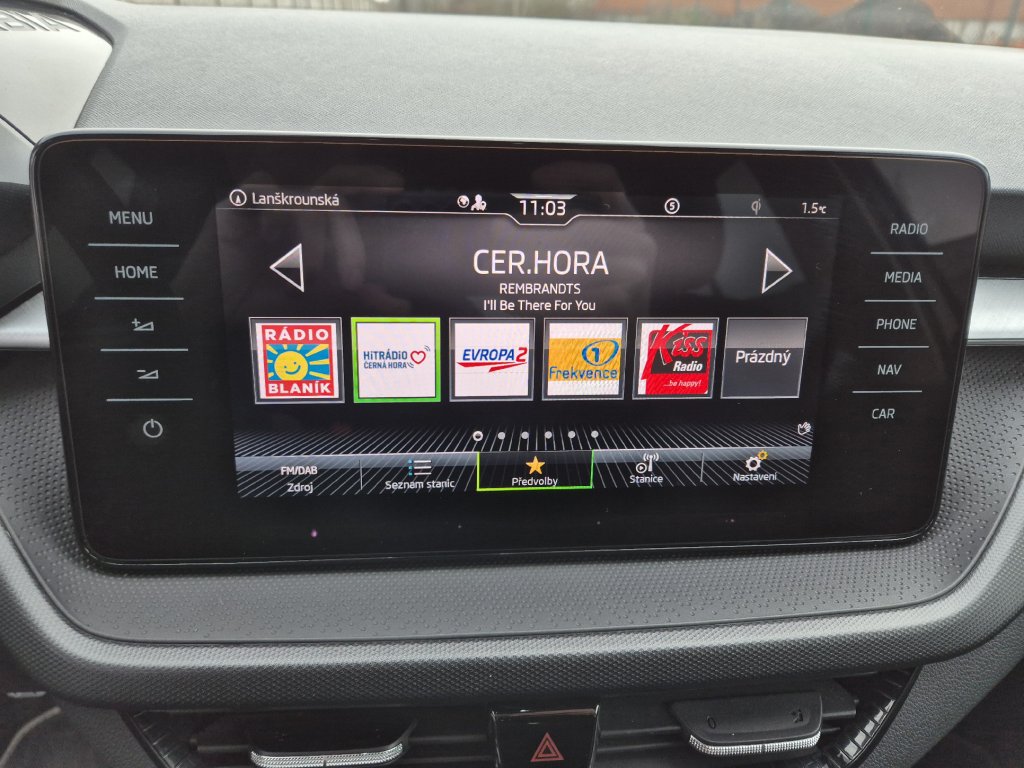 MENU
HOME
+
-
Lanškrounská
11:03
5
1.5°C
CER.HORA
REMBRANDTS
I'll Be There For You
RÁDIO
BLANÍK
HiTRÁDiO
ČERNÁ HORA
EVROPA 2
1
Frekvence
Kiss
Radio
...be happy!
Prázdný
FM/DAB
Zdroj
Seznam stanic
Předvolby
Stanice
Nastavení
RADIO
MEDIA
PHONE
NAV
CAR